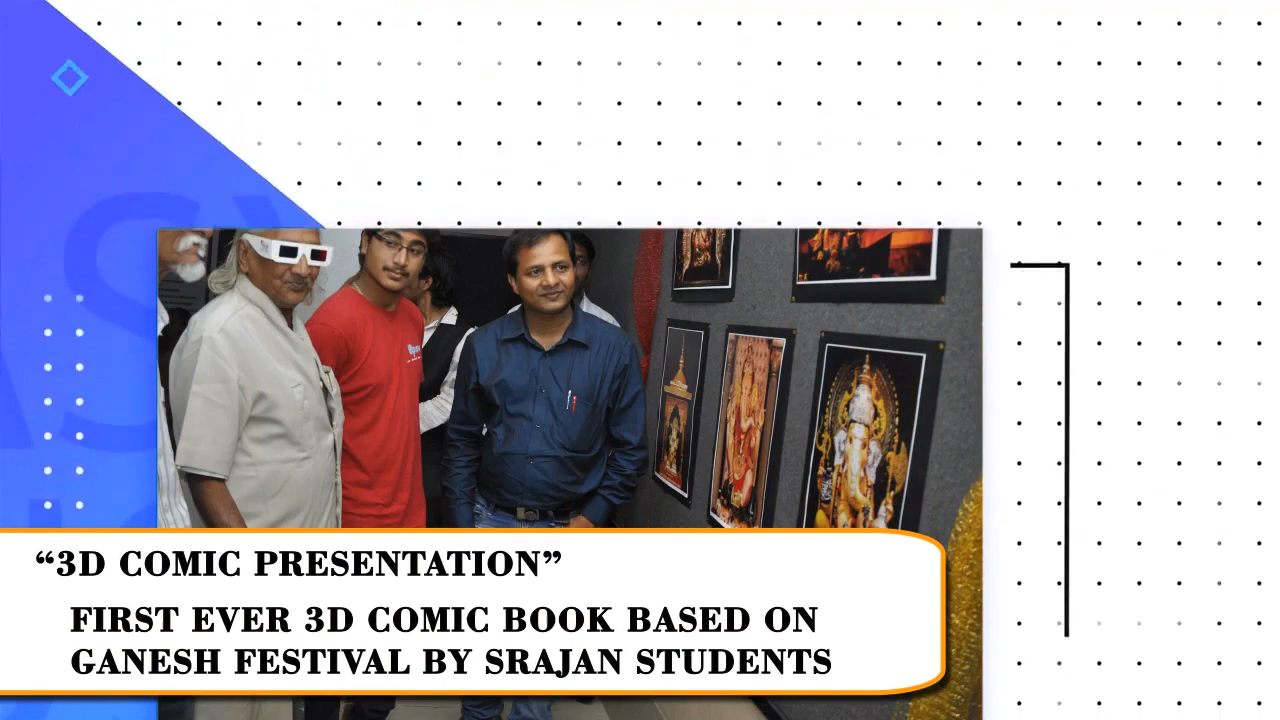 “3D COMIC PRESENTATION”
FIRST EVER 3D COMIC BOOK BASED ON
GANESH FESTIVAL BY SRAJAN STUDENTS